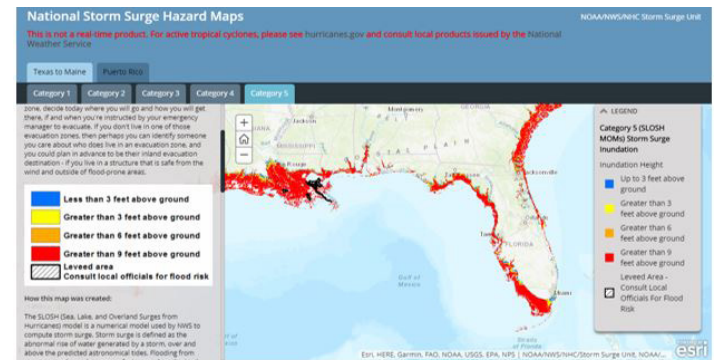 National Storm Surge Hazard Maps
NOAA/NWS/NHC Storm Surge Unit
This is not a real-time product. For active tropical cyclones, please see hurricanes.gov and consult local products issued by the National
Weather Service
Texas to Maine
Puerto Rico
Category 1
Category 2
Category 3
Category 4
Category 5
zone, decide today where you will go and how you will get
there, if and when you're instructed by your emergency
manager to evacuate. If you don't live in one of those
evacuation zones, then perhaps you can identify someone
you care about who does live in an evacuation zone, and
you could plan in advance to be their inland evacuation
destination - if you live in a structure that is safe from the
wind and outside of flood-prone areas.
Less than 3 feet above ground
Greater than 3 feet above ground
Greater than 6 feet above ground
Greater than 9 feet above ground
Leveed area
Consult local officials for flood risk
How this map was created:
The SLOSH (Sea, Lake, and Overland Surges from
Hurricanes) model is a numerical model used by NWS to
compute storm surge. Storm surge is defined as the
abnormal rise of water generated by a storm, over and
above the predicted astronomical tides. Flooding from
+
−
Jackson
MISSISSIPPI
Montgomery
GEORGIA
PLAIN
Rouge
Tallahassee
Jacksonville
Orlando
FLORIDA
Miami
Gulf of
Mexico
Straits
of Florida
LEGEND
Category 5 (SLOSH
MOMs) Storm Surge
Inundation
Inundation Height
Up to 3 feet above
ground
Greater than 3
feet above ground
Greater than 6
feet above ground
Greater than 9
feet above ground
Leveed Area -
Consult Local
Officials For Flood
Risk
Esri, HERE, Garmin, FAO, NOAA, USGS, EPA, NPS | NOAA/NWS/NHC/Storm Surge Unit, NOAA/...
esri